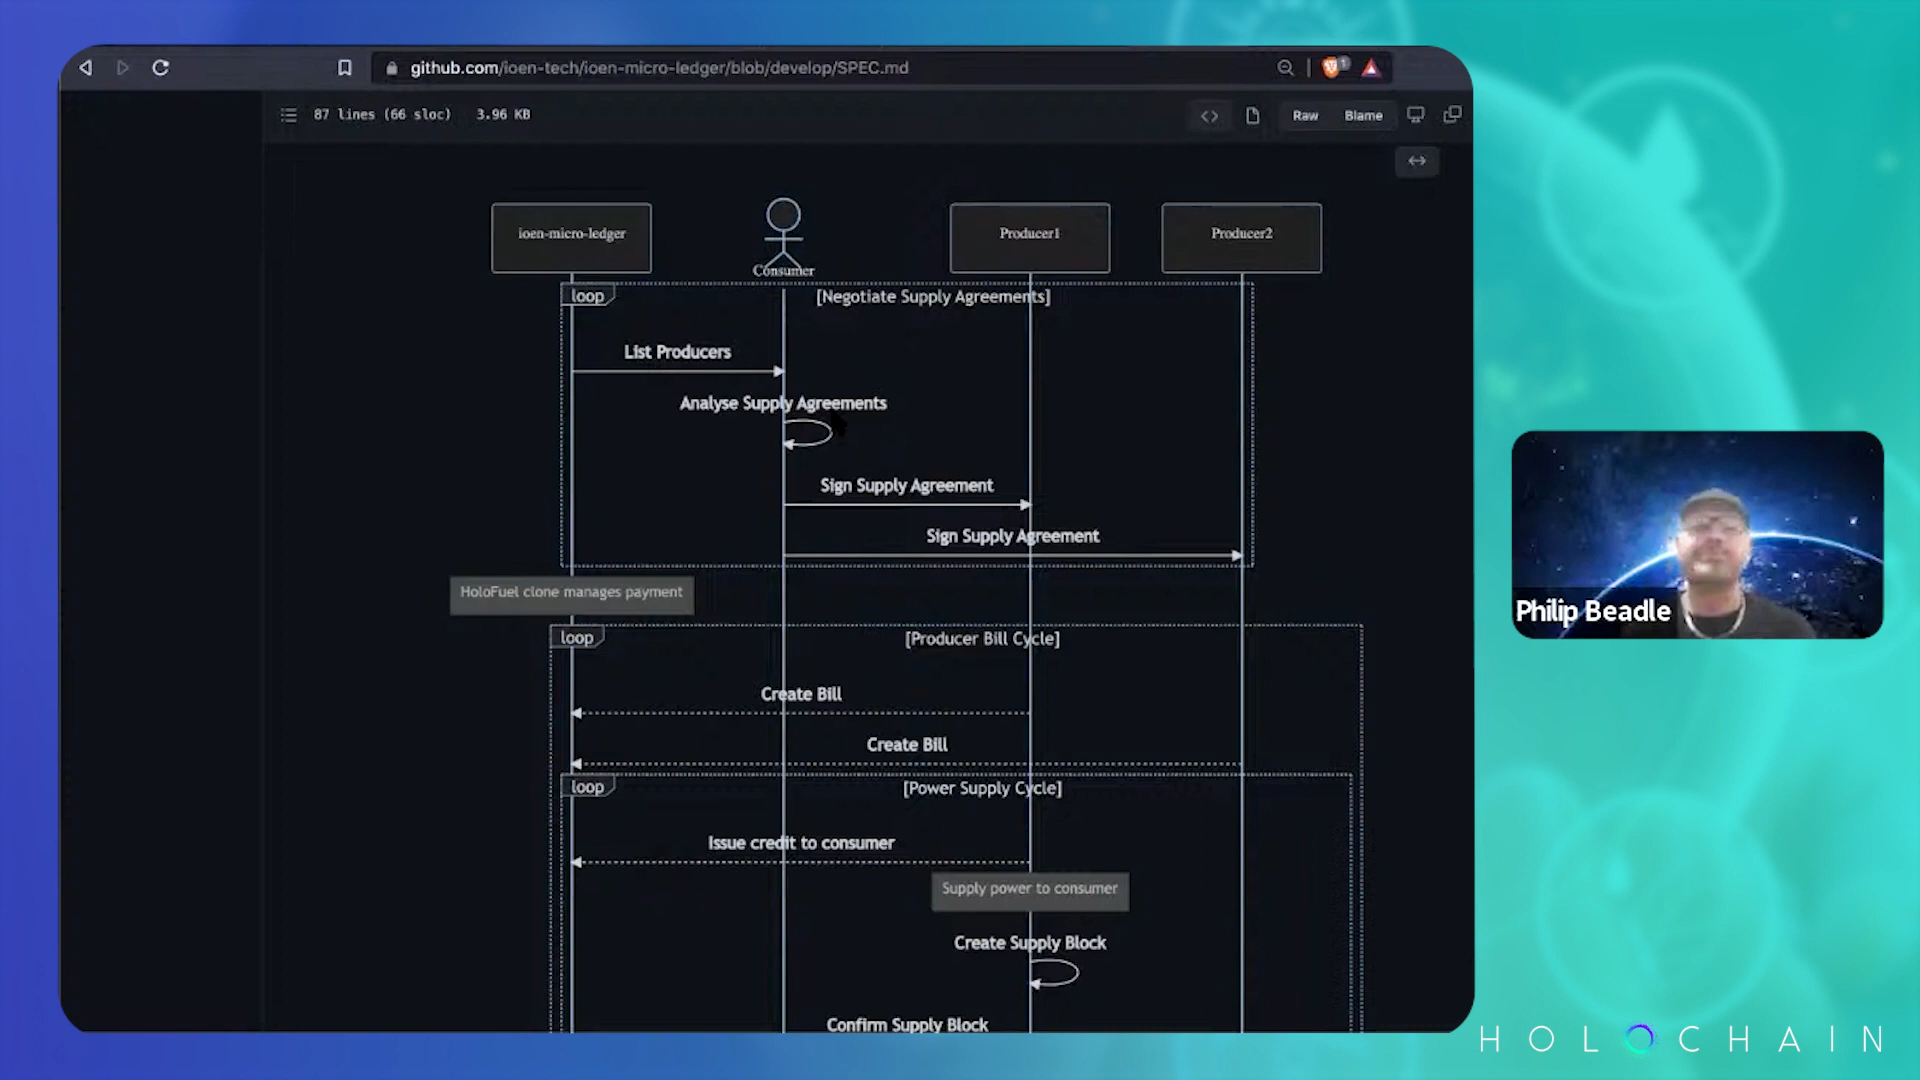 github.com/ioen-tech/ioen-micro-ledger/blob/develop/SPEC.md
1
87 lines (66 sloc) 3.96 KB
<> Raw Blame
ioen-micro-ledger
Consumer
Producer1
Producer2
loop [Negotiate Supply Agreements]
List Producers
Analyse Supply Agreements
Sign Supply Agreement
Sign Supply Agreement
HoloFuel clone manages payment
loop [Producer Bill Cycle]
Create Bill
Create Bill
loop [Power Supply Cycle]
Issue credit to consumer
Supply power to consumer
Create Supply Block
Confirm Supply Block
Philip Beadle
HOLOCHAIN